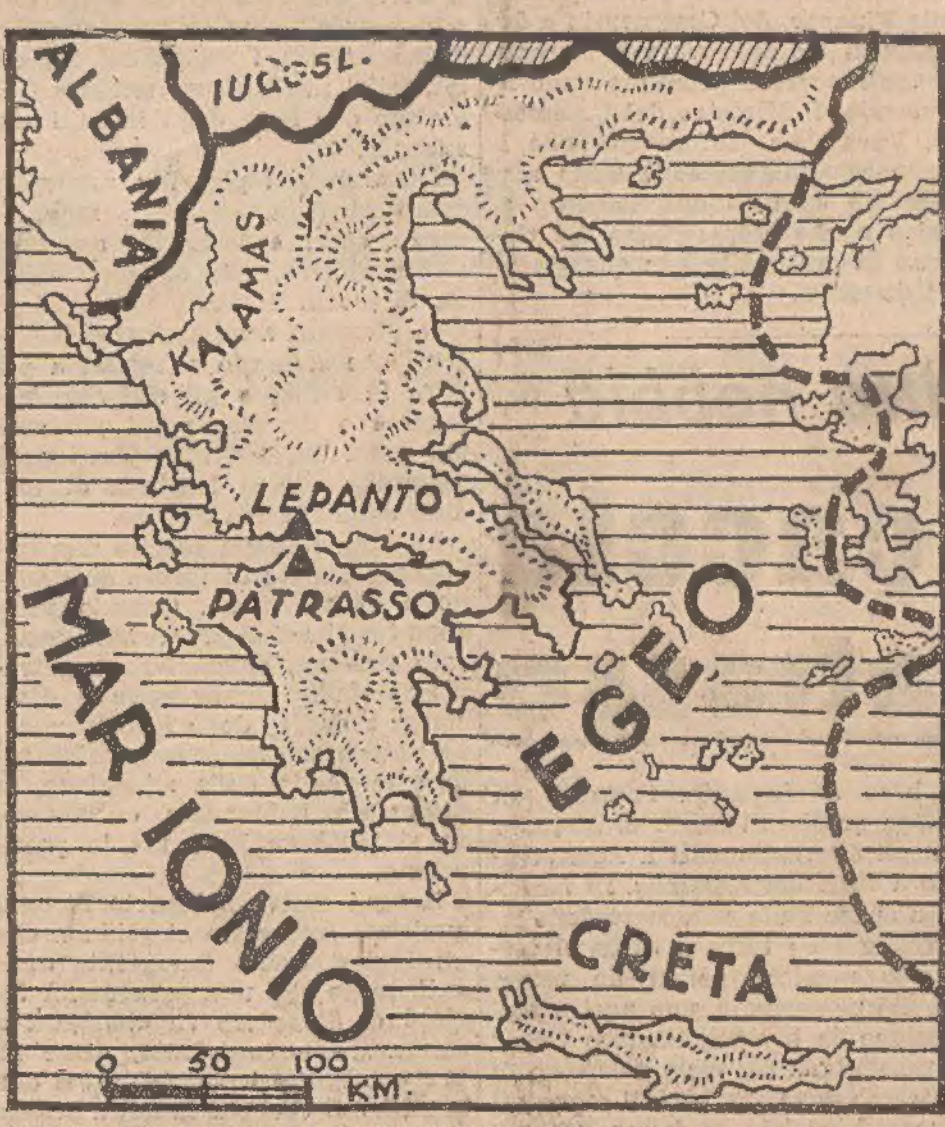 ALBANIA
IUGOSL.
KALAMAS
LEPANTO
PATRASSO
MAR IONIO
EGEO
CRETA
0 50 100
KM.